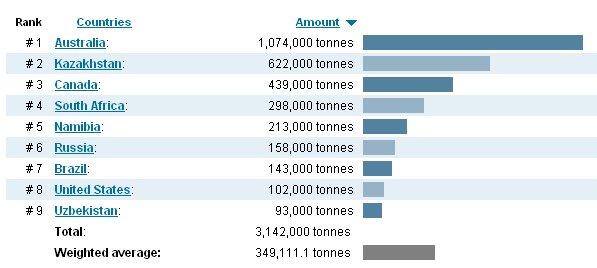 Rank Countries Amount
# 1 Australia: 1,074,000 tonnes
# 2 Kazakhstan: 622,000 tonnes
# 3 Canada: 439,000 tonnes
# 4 South Africa: 298,000 tonnes
# 5 Namibia: 213,000 tonnes
# 6 Russia: 158,000 tonnes
# 7 Brazil: 143,000 tonnes
# 8 United States: 102,000 tonnes
# 9 Uzbekistan: 93,000 tonnes
Total: 3,142,000 tonnes
Weighted average: 349,111.1 tonnes